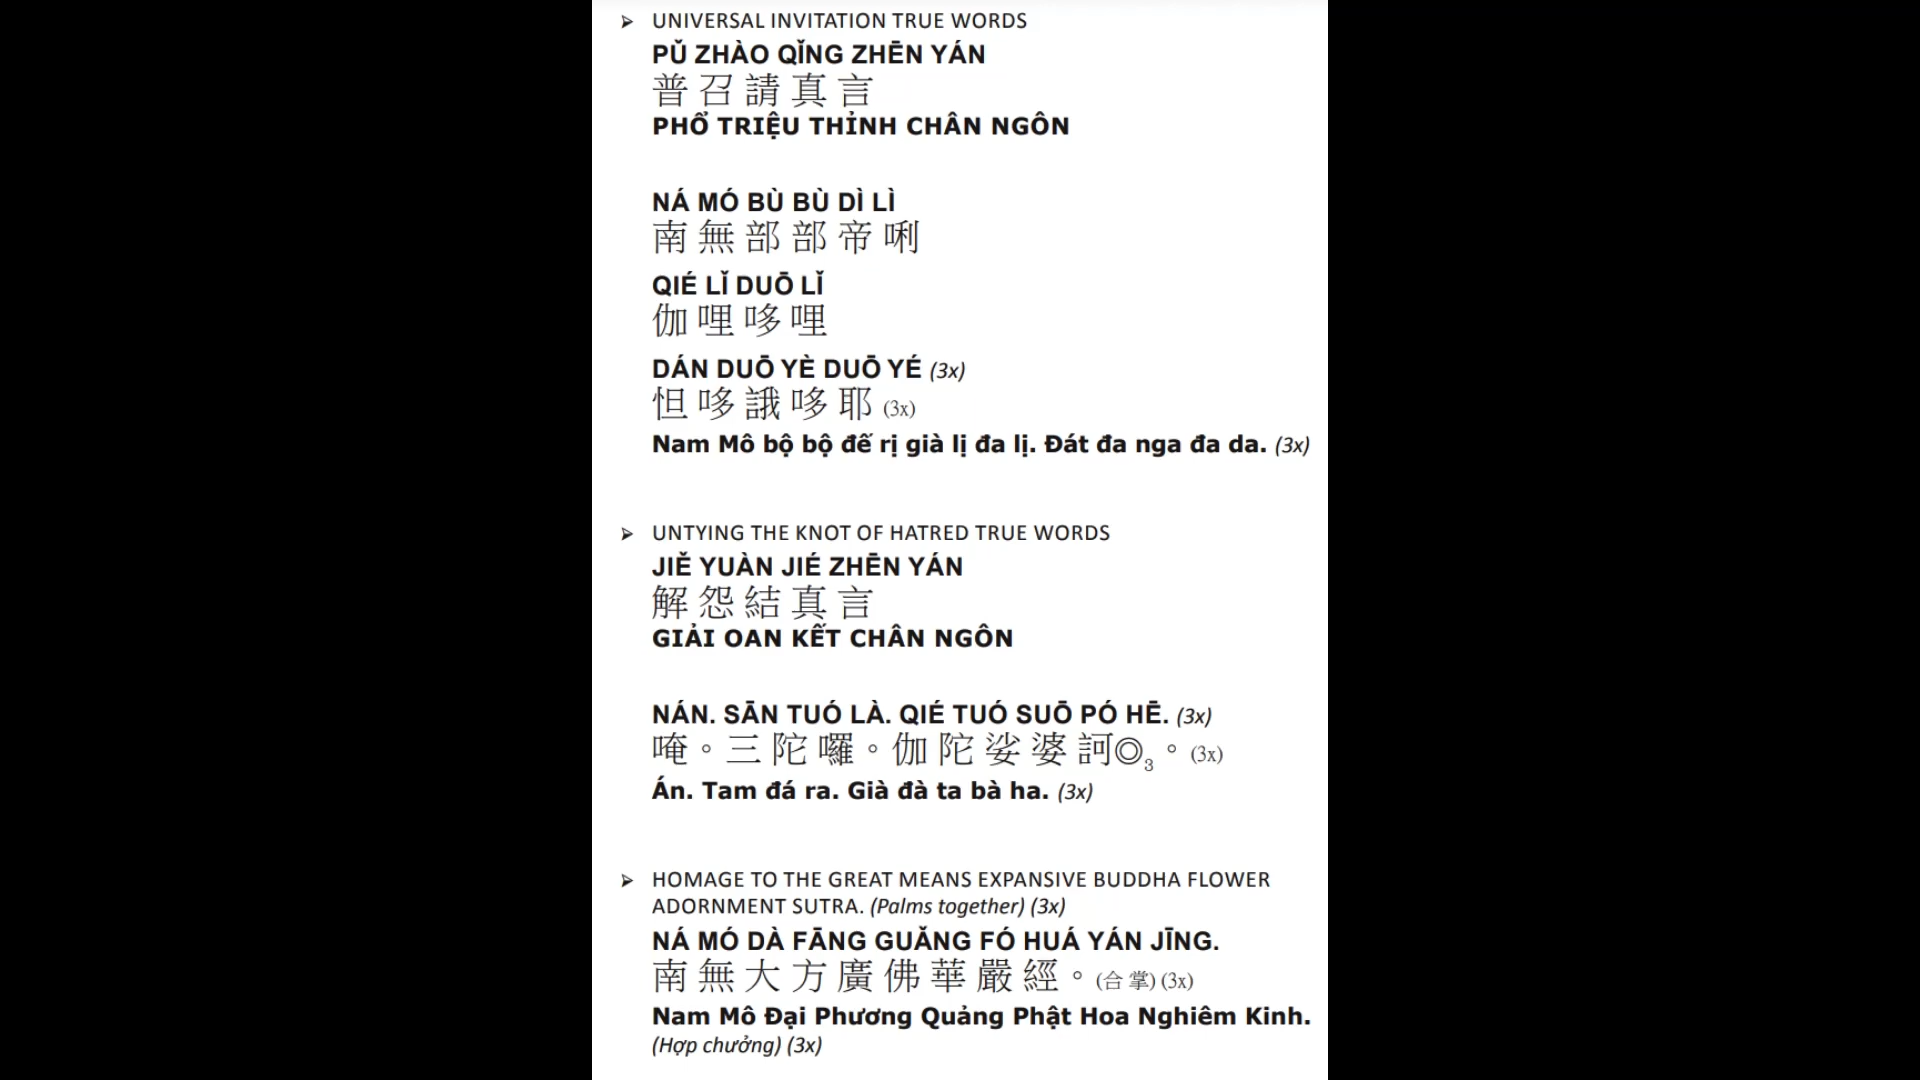 ➢ UNIVERSAL INVITATION TRUE WORDS
PǓ ZHÀO QǏNG ZHĒN YÁN
普 召 請 真 言
PHỔ TRIỆU THỈNH CHÂN NGÔN
NÁ MÓ BÙ BÙ DÌ LÌ
南 無 部 部 帝 唎
QIÉ LǏ DUŌ LǏ
伽 哩 哆 哩
DÁN DUŌ YÈ DUŌ YÉ (3x)
怛 哆 誐 哆 耶 (3x)
Nam Mô bộ bộ đế rị già lị đa lị. Đát đa nga đa da. (3x)
➢ UNTYING THE KNOT OF HATRED TRUE WORDS
JIĚ YUÀN JIÉ ZHĒN YÁN
解 怨 結 真 言
GIẢI OAN KẾT CHÂN NGÔN
NÁN. SĀN TUÓ LÀ. QIÉ TUÓ SUŌ PÓ HĒ. (3x)
唵 。三 陀 囉 。伽 陀 娑 婆 訶◎3 。 (3x)
Án. Tam đá ra. Già đà ta bà ha. (3x)
➢ HOMAGE TO THE GREAT MEANS EXPANSIVE BUDDHA FLOWER
ADORNMENT SUTRA. (Palms together) (3x)
NÁ MÓ DÀ FĀNG GUǍNG FÓ HUÁ YÁN JĪNG.
南 無 大 方 廣 佛 華 嚴 經 。(合 掌) (3x)
Nam Mô Đại Phương Quảng Phật Hoa Nghiêm Kinh.
(Hợp chưởng) (3x)